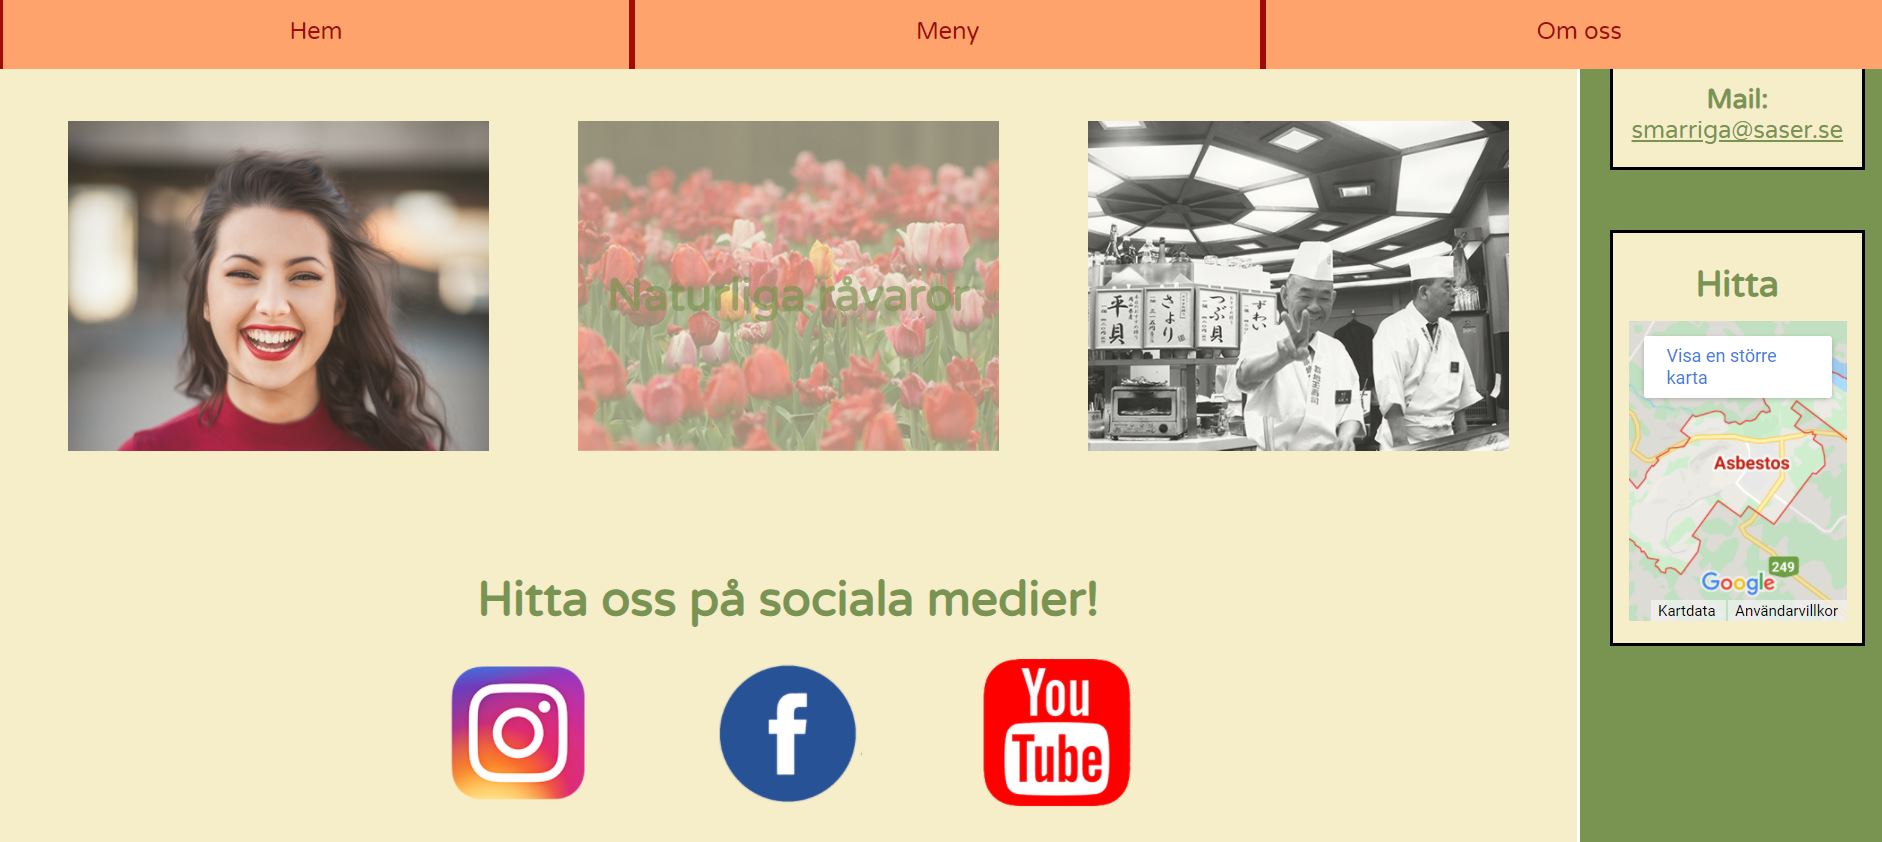 Hem
Meny
Om oss
Mail:
smarriga@saser.se
Naturliga råvaror
平貝
さより
つぶ貝
ずわい
Hitta
Visa en större
karta
Asbestos
249
Google
Kartdata
Användarvillkor
Hitta oss på sociala medier!
f
You
Tube